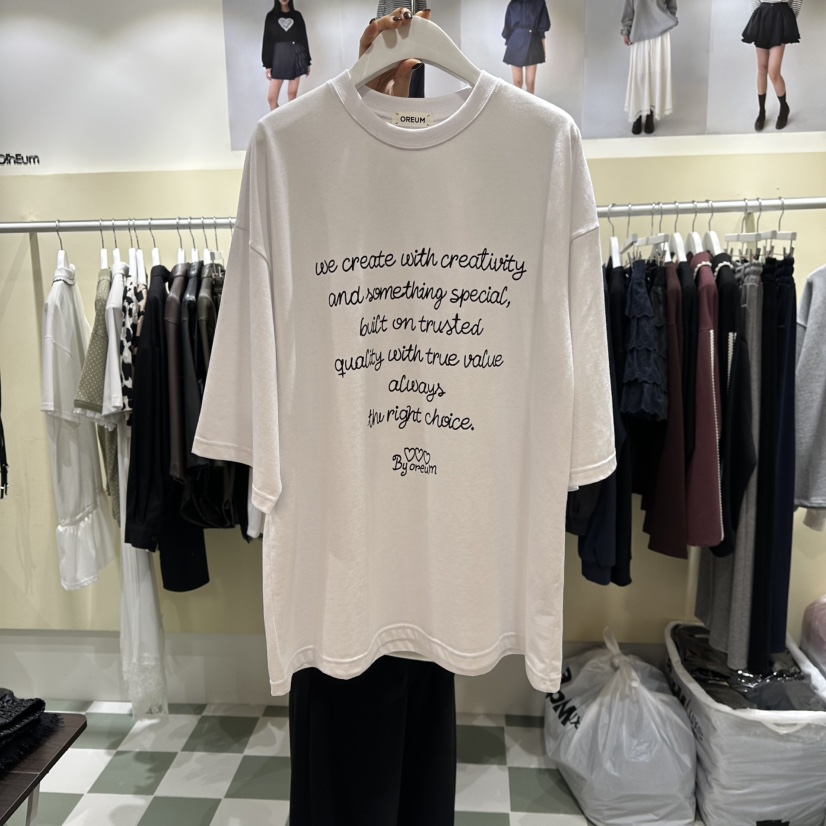 OREUM
we create with creativity
and something special,
built on trusted
quality with true value
always
the right choice.
By oreum